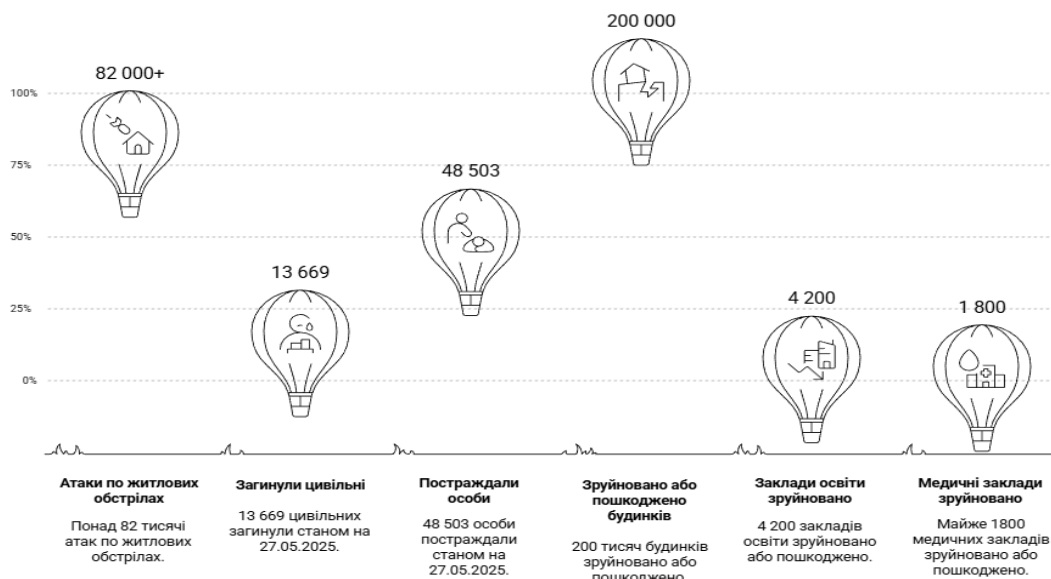 200 000
82 000+
100%
75%
48 503
50%
13 669
25%
4 200
1 800
0%
Атаки по житлових
обстрілах
Понад 82 тисячі
атак по житлових
обстрілах.
Загинули цивільні
13 669 цивільних
загинули станом на
27.05.2025.
Постраждали
особи
48 503 особи
постраждали
станом на
27.05.2025.
Зруйновано або
пошкоджено
будинків
200 тисяч будинків
зруйновано або
пошкоджено.
Заклади освіти
зруйновано
4 200 закладів
освіти зруйновано
або пошкоджено.
Медичні заклади
зруйновано
Майже 1800
медичних закладів
зруйновано або
пошкоджено.